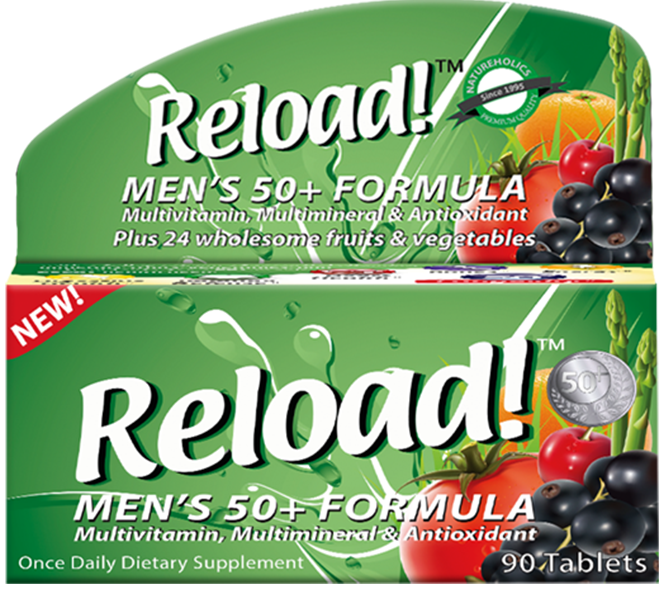 Reload!™
NATUREHOLICS
Since 1995
PREMIUM QUALITY
MEN'S 50+ FORMULA
Multivitamin, Multimineral & Antioxidant
Plus 24 wholesome fruits & vegetables
NEW!
Reload!™
50+
MEN'S 50+ FORMULA
Multivitamin, Multimineral & Antioxidant
Once Daily Dietary Supplement
90 Tablets